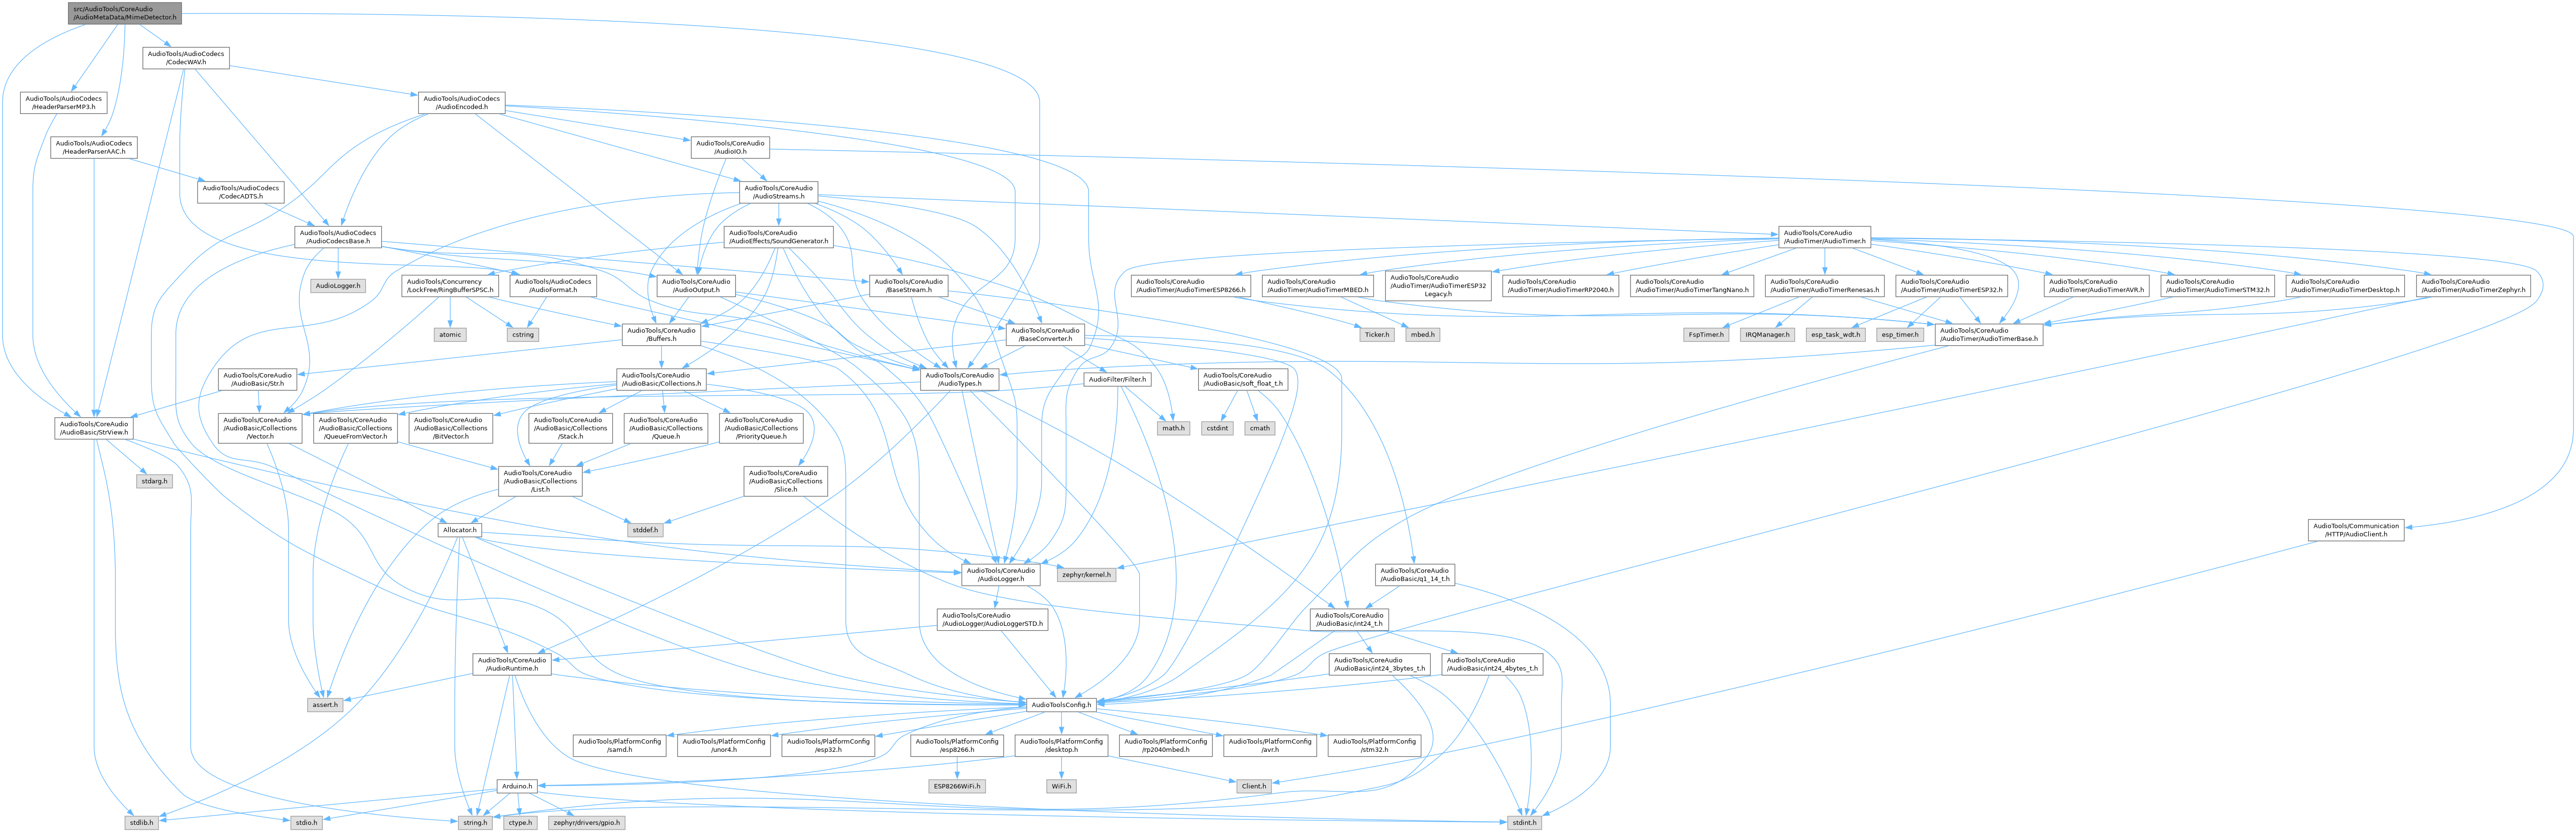 src/AudioTools/CoreAudio
/AudioMetaData/MimeDetector.h
AudioTools/AudioCodecs
/CodecWAV.h
AudioTools/AudioCodecs
/HeaderParserMP3.h
AudioTools/AudioCodecs
/AudioEncoded.h
AudioTools/AudioCodecs
/HeaderParserAAC.h
AudioTools/CoreAudio
/AudioIO.h
AudioTools/AudioCodecs
/CodecADTS.h
AudioTools/CoreAudio
/AudioStreams.h
AudioTools/AudioCodecs
/AudioCodecsBase.h
AudioTools/CoreAudio
/AudioEffects/SoundGenerator.h
AudioTools/CoreAudio
/AudioTimer/AudioTimer.h
AudioLogger.h
AudioTools/Concurrency
/LockFree/RingBufferSPSC.h
AudioTools/AudioCodecs
/AudioFormat.h
AudioTools/CoreAudio
/AudioOutput.h
AudioTools/CoreAudio
/BaseStream.h
AudioTools/CoreAudio
/AudioTimer/AudioTimerESP8266.h
AudioTools/CoreAudio
/AudioTimer/AudioTimerMBED.h
AudioTools/CoreAudio
/AudioTimer/AudioTimerESP32
Legacy.h
AudioTools/CoreAudio
/AudioTimer/AudioTimerRP2040.h
AudioTools/CoreAudio
/AudioTimer/AudioTimerTangNano.h
AudioTools/CoreAudio
/AudioTimer/AudioTimerRenesas.h
AudioTools/CoreAudio
/AudioTimer/AudioTimerESP32.h
AudioTools/CoreAudio
/AudioTimer/AudioTimerAVR.h
AudioTools/CoreAudio
/AudioTimer/AudioTimerSTM32.h
AudioTools/CoreAudio
/AudioTimer/AudioTimerDesktop.h
AudioTools/CoreAudio
/AudioTimer/AudioTimerZephyr.h
atomic
cstring
AudioTools/CoreAudio
/Buffers.h
AudioTools/CoreAudio
/BaseConverter.h
Ticker.h
mbed.h
FspTimer.h
IRQManager.h
esp_task_wdt.h
esp_timer.h
AudioTools/CoreAudio
/AudioTimer/AudioTimerBase.h
AudioTools/CoreAudio
/AudioBasic/Str.h
AudioTools/CoreAudio
/AudioBasic/Collections.h
AudioTools/CoreAudio
/AudioTypes.h
AudioFilter/Filter.h
AudioTools/CoreAudio
/AudioBasic/soft_float_t.h
AudioTools/CoreAudio
/AudioBasic/StrView.h
AudioTools/CoreAudio
/AudioBasic/Collections
/Vector.h
AudioTools/CoreAudio
/AudioBasic/Collections
/QueueFromVector.h
AudioTools/CoreAudio
/AudioBasic/Collections
/BitVector.h
AudioTools/CoreAudio
/AudioBasic/Collections
/Stack.h
AudioTools/CoreAudio
/AudioBasic/Collections
/Queue.h
AudioTools/CoreAudio
/AudioBasic/Collections
/PriorityQueue.h
math.h
cstdint
cmath
stdarg.h
AudioTools/CoreAudio
/AudioBasic/Collections
/List.h
AudioTools/CoreAudio
/AudioBasic/Collections
/Slice.h
Allocator.h
stddef.h
AudioTools/Communication
/HTTP/AudioClient.h
AudioTools/CoreAudio
/AudioLogger.h
zephyr/kernel.h
AudioTools/CoreAudio
/AudioBasic/q1_14_t.h
AudioTools/CoreAudio
/AudioLogger/AudioLoggerSTD.h
AudioTools/CoreAudio
/AudioBasic/int24_t.h
AudioTools/CoreAudio
/AudioRuntime.h
AudioTools/CoreAudio
/AudioBasic/int24_3bytes_t.h
AudioTools/CoreAudio
/AudioBasic/int24_4bytes_t.h
assert.h
AudioToolsConfig.h
AudioTools/PlatformConfig
/samd.h
AudioTools/PlatformConfig
/unor4.h
AudioTools/PlatformConfig
/esp32.h
AudioTools/PlatformConfig
/esp8266.h
AudioTools/PlatformConfig
/desktop.h
AudioTools/PlatformConfig
/rp2040mbed.h
AudioTools/PlatformConfig
/avr.h
AudioTools/PlatformConfig
/stm32.h
Arduino.h
ESP8266WiFi.h
WiFi.h
Client.h
stdlib.h
stdio.h
string.h
ctype.h
zephyr/drivers/gpio.h
stdint.h